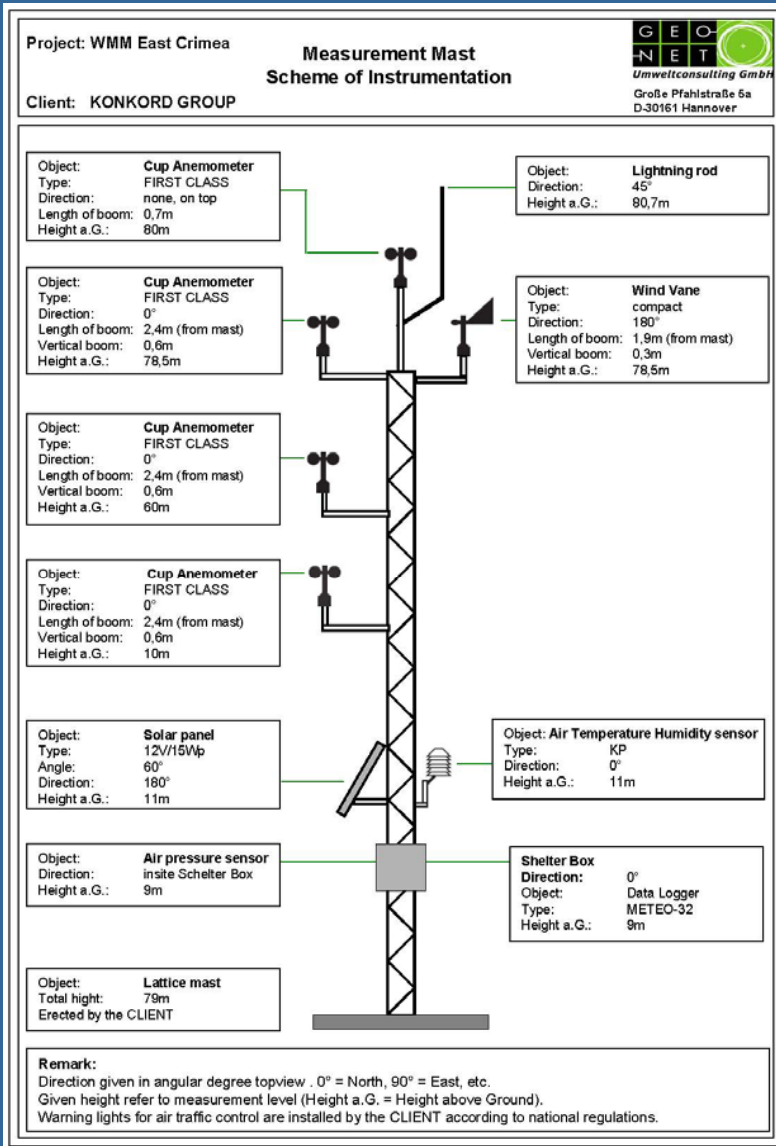 Project: WMM East Crimea
Measurement Mast
Scheme of Instrumentation
Client: KONKORD GROUP
GEO-
-NET
Umweltconsulting GmbH
Große Pfahlstraße 5a
D-30161 Hannover
Object: Cup Anemometer
Type: FIRST CLASS
Direction: none, on top
Length of boom: 0,7m
Height a.G.: 80m
Object: Lightning rod
Direction: 45°
Height a.G.: 80,7m
Object: Cup Anemometer
Type: FIRST CLASS
Direction: 0°
Length of boom: 2,4m (from mast)
Vertical boom: 0,6m
Height a.G.: 78,5m
Object: Wind Vane
Type: compact
Direction: 180°
Length of boom: 1,9m (from mast)
Vertical boom: 0,3m
Height a.G.: 78,5m
Object: Cup Anemometer
Type: FIRST CLASS
Direction: 0°
Length of boom: 2,4m (from mast)
Vertical boom: 0,6m
Height a.G.: 60m
Object: Cup Anemometer
Type: FIRST CLASS
Direction: 0°
Length of boom: 2,4m (from mast)
Vertical boom: 0,6m
Height a.G.: 10m
Object: Solar panel
Type: 12V/15Wp
Angle: 60°
Direction: 180°
Height a.G.: 11m
Object: Air Temperature Humidity sensor
Type: KP
Direction: 0°
Height a.G.: 11m
Object: Air pressure sensor
Direction: insite Schelter Box
Height a.G.: 9m
Shelter Box
Direction: 0°
Object: Data Logger
Type: METEO-32
Height a.G.: 9m
Object: Lattice mast
Total hight: 79m
Erected by the CLIENT
Remark:
Direction given in angular degree topview . 0° = North, 90° = East, etc.
Given height refer to measurement level (Height a.G. = Height above Ground).
Warning lights for air traffic control are installed by the CLIENT according to national regulations.